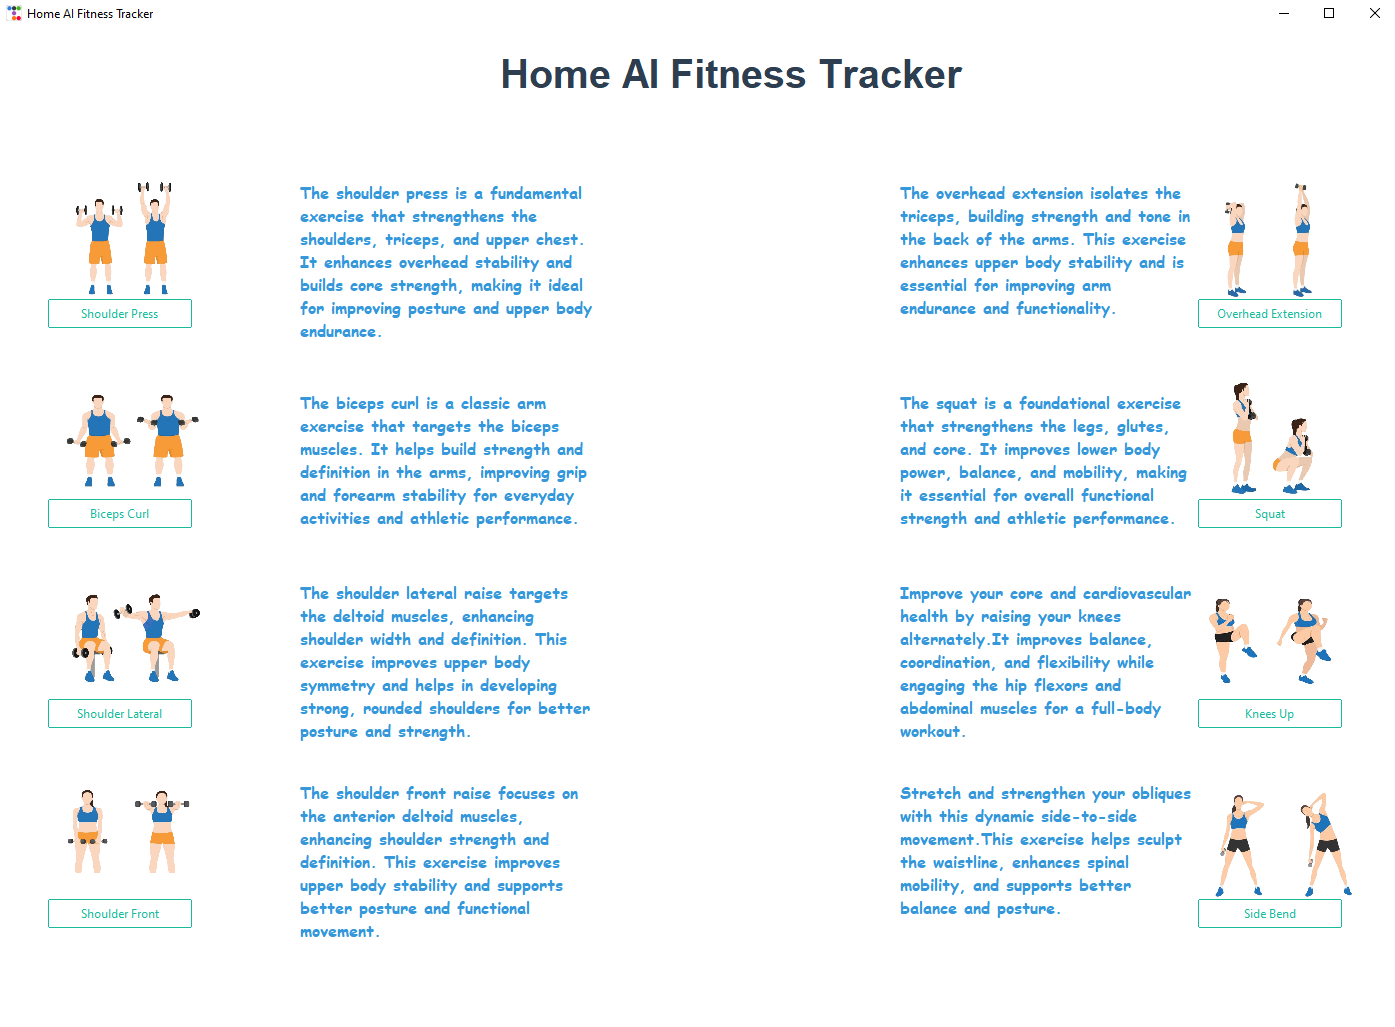 Home AI Fitness Tracker
Home AI Fitness Tracker
The shoulder press is a fundamental
exercise that strengthens the
shoulders, triceps, and upper chest.
It enhances overhead stability and
builds core strength, making it ideal
for improving posture and upper body
endurance.
Shoulder Press
The overhead extension isolates the
triceps, building strength and tone in
the back of the arms. This exercise
enhances upper body stability and is
essential for improving arm
endurance and functionality.
Overhead Extension
The biceps curl is a classic arm
exercise that targets the biceps
muscles. It helps build strength and
definition in the arms, improving grip
and forearm stability for everyday
activities and athletic performance.
Biceps Curl
The squat is a foundational exercise
that strengthens the legs, glutes,
and core. It improves lower body
power, balance, and mobility, making
it essential for overall functional
strength and athletic performance.
Squat
The shoulder lateral raise targets
the deltoid muscles, enhancing
shoulder width and definition. This
exercise improves upper body
symmetry and helps in developing
strong, rounded shoulders for better
posture and strength.
Shoulder Lateral
Improve your core and cardiovascular
health by raising your knees
alternately.It improves balance,
coordination, and flexibility while
engaging the hip flexors and
abdominal muscles for a full-body
workout.
Knees Up
The shoulder front raise focuses on
the anterior deltoid muscles,
enhancing shoulder strength and
definition. This exercise improves
upper body stability and supports
better posture and functional
movement.
Shoulder Front
Stretch and strengthen your obliques
with this dynamic side-to-side
movement.This exercise helps sculpt
the waistline, enhances spinal
mobility, and supports better
balance and posture.
Side Bend